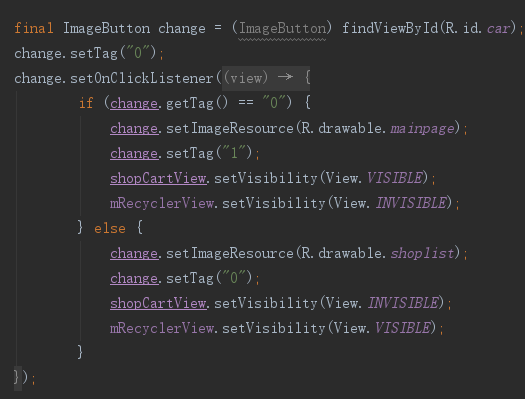 final ImageButton change = (ImageButton) findViewById(R.id.car);
change.setTag("0");
change.setOnClickListener((view) → {
        if (change.getTag() == "0") {
            change.setImageResource(R.drawable.mainpage);
            change.setTag("1");
            shopCartView.setVisibility(View.VISIBLE);
            mRecyclerView.setVisibility(View.INVISIBLE);
        } else {
            change.setImageResource(R.drawable.shoplist);
            change.setTag("0");
            shopCartView.setVisibility(View.INVISIBLE);
            mRecyclerView.setVisibility(View.VISIBLE);
        }
});